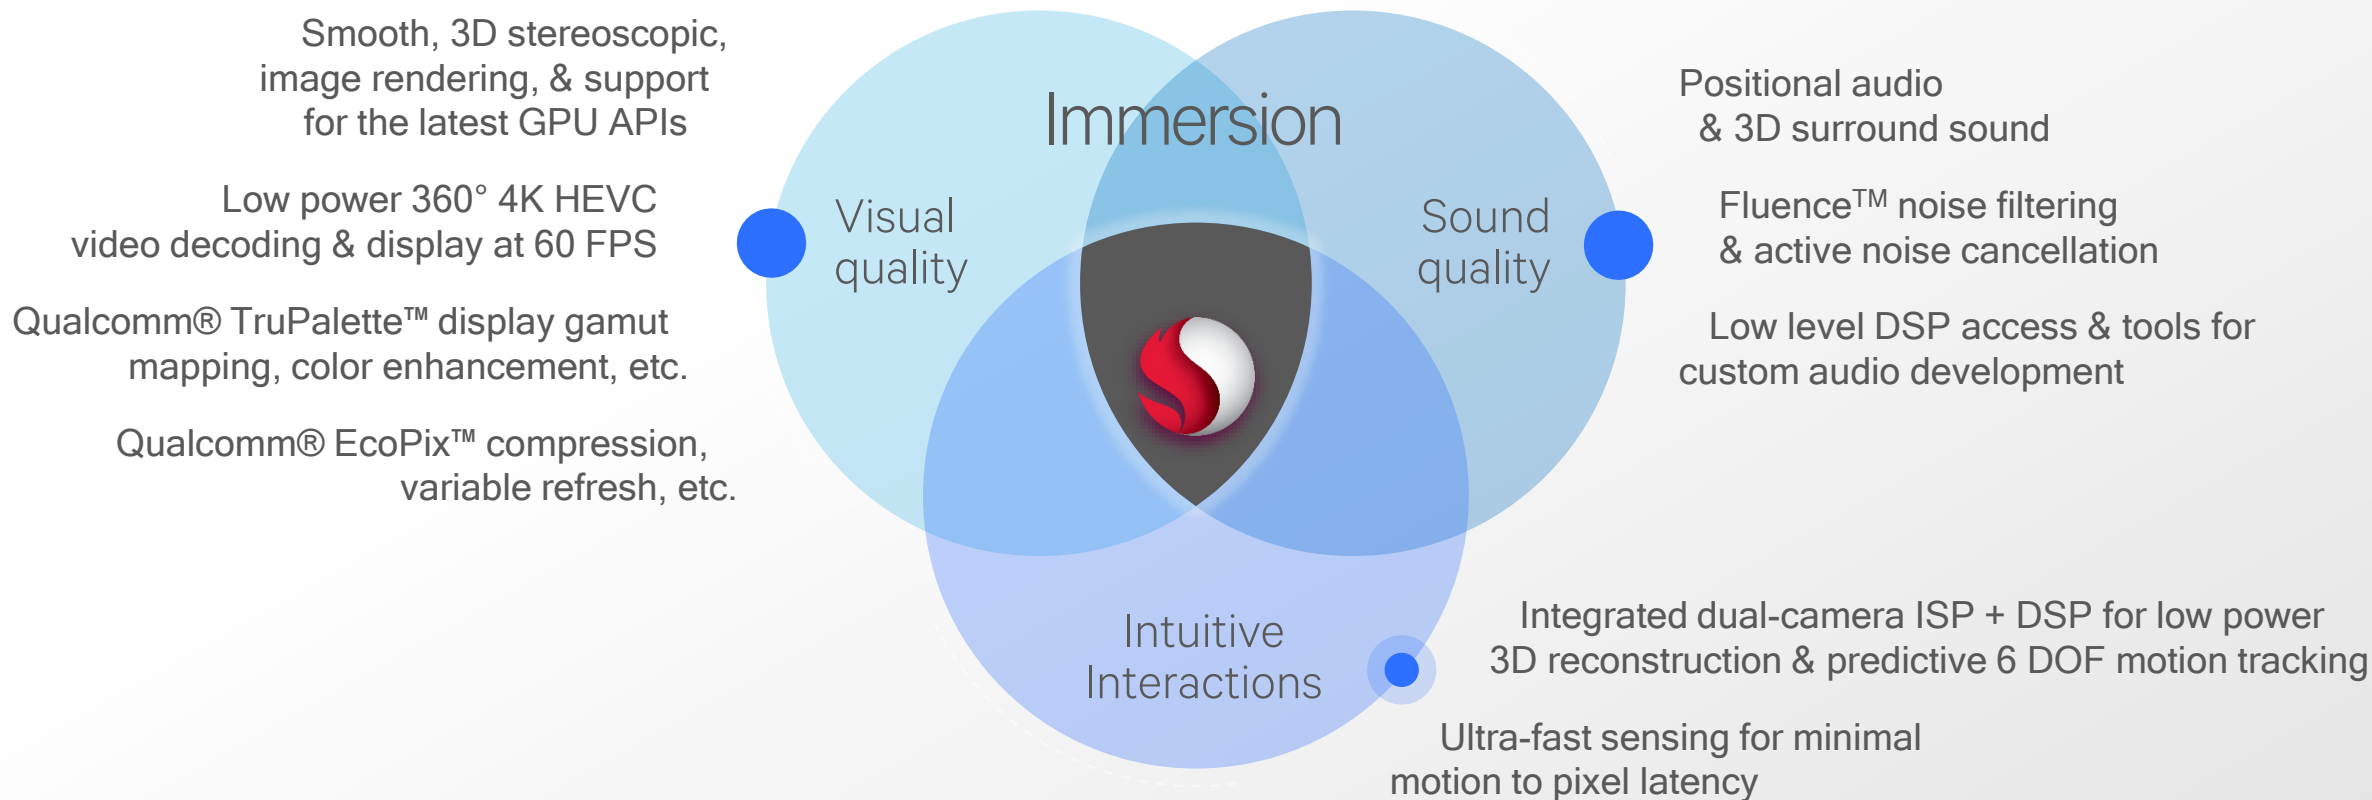 Smooth, 3D stereoscopic,
image rendering, & support
for the latest GPU APIs
Low power 360° 4K HEVC
video decoding & display at 60 FPS
Qualcomm® TruPalette™ display gamut
mapping, color enhancement, etc.
Qualcomm® EcoPix™ compression,
variable refresh, etc.
Immersion
Visual
quality
Sound
quality
Intuitive
Interactions
Positional audio
& 3D surround sound
Fluence™ noise filtering
& active noise cancellation
Low level DSP access & tools for
custom audio development
Integrated dual-camera ISP + DSP for low power
3D reconstruction & predictive 6 DOF motion tracking
Ultra-fast sensing for minimal
motion to pixel latency